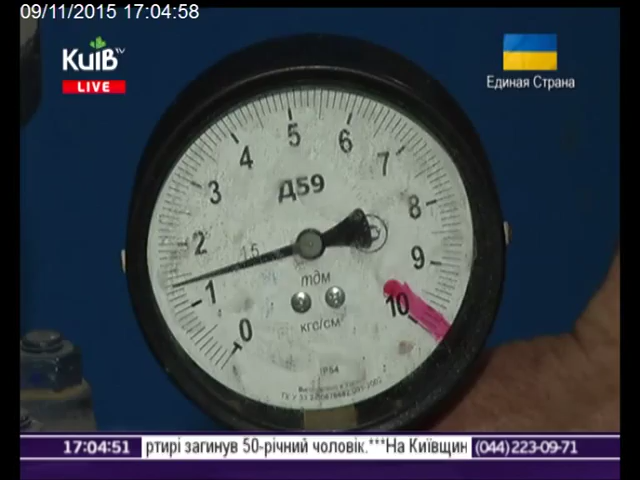 09/11/2015 17:04:58
КиїВ TV
LIVE
Единая Страна
5
4
6
3
7
Д59
2
1.5
8
1
9
тдм
10
0
кгс/см²
IP54
17:04:51 ртирі загинув 50-річний чоловік.***На Київщин (044)223-09-71